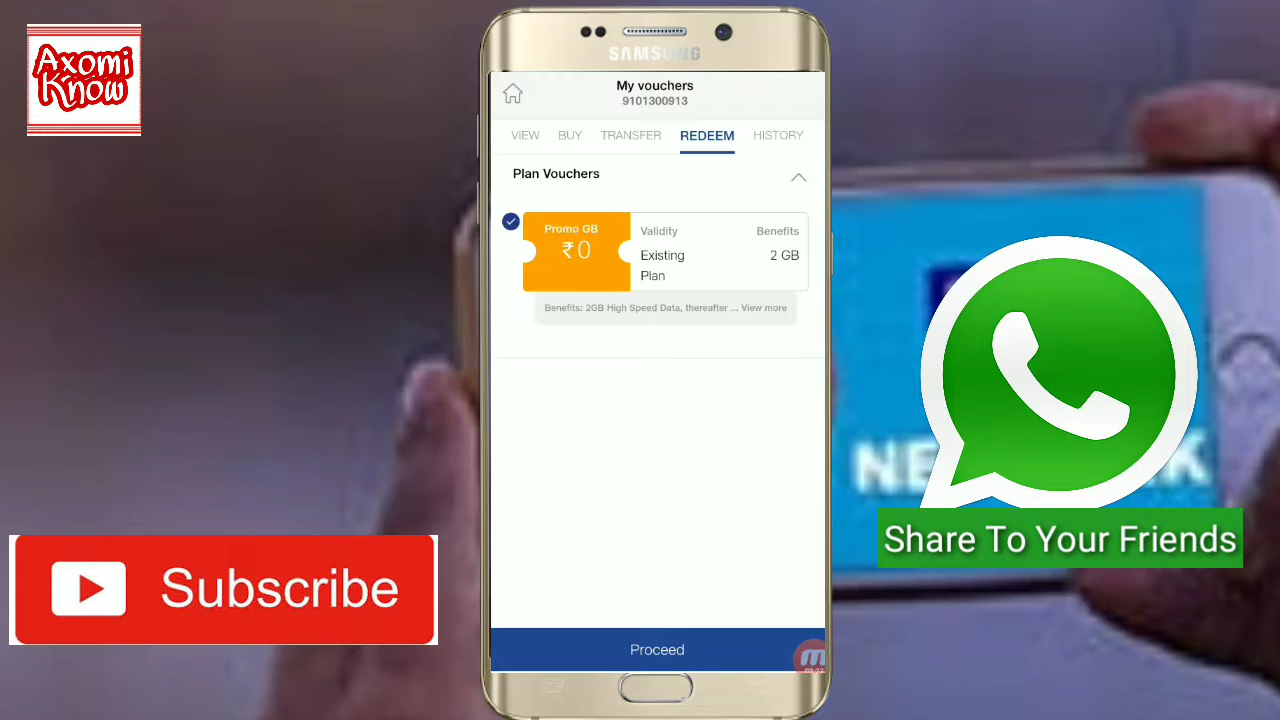 Axomi
Know
SAMSUNG
My vouchers
9101300913
VIEW BUY TRANSFER REDEEM HISTORY
Plan Vouchers
Promo GB
₹0
Validity Benefits
Existing 2 GB
Plan
Benefits: 2GB High Speed Data, thereafter ... View more
Proceed
Subscribe
Share To Your Friends